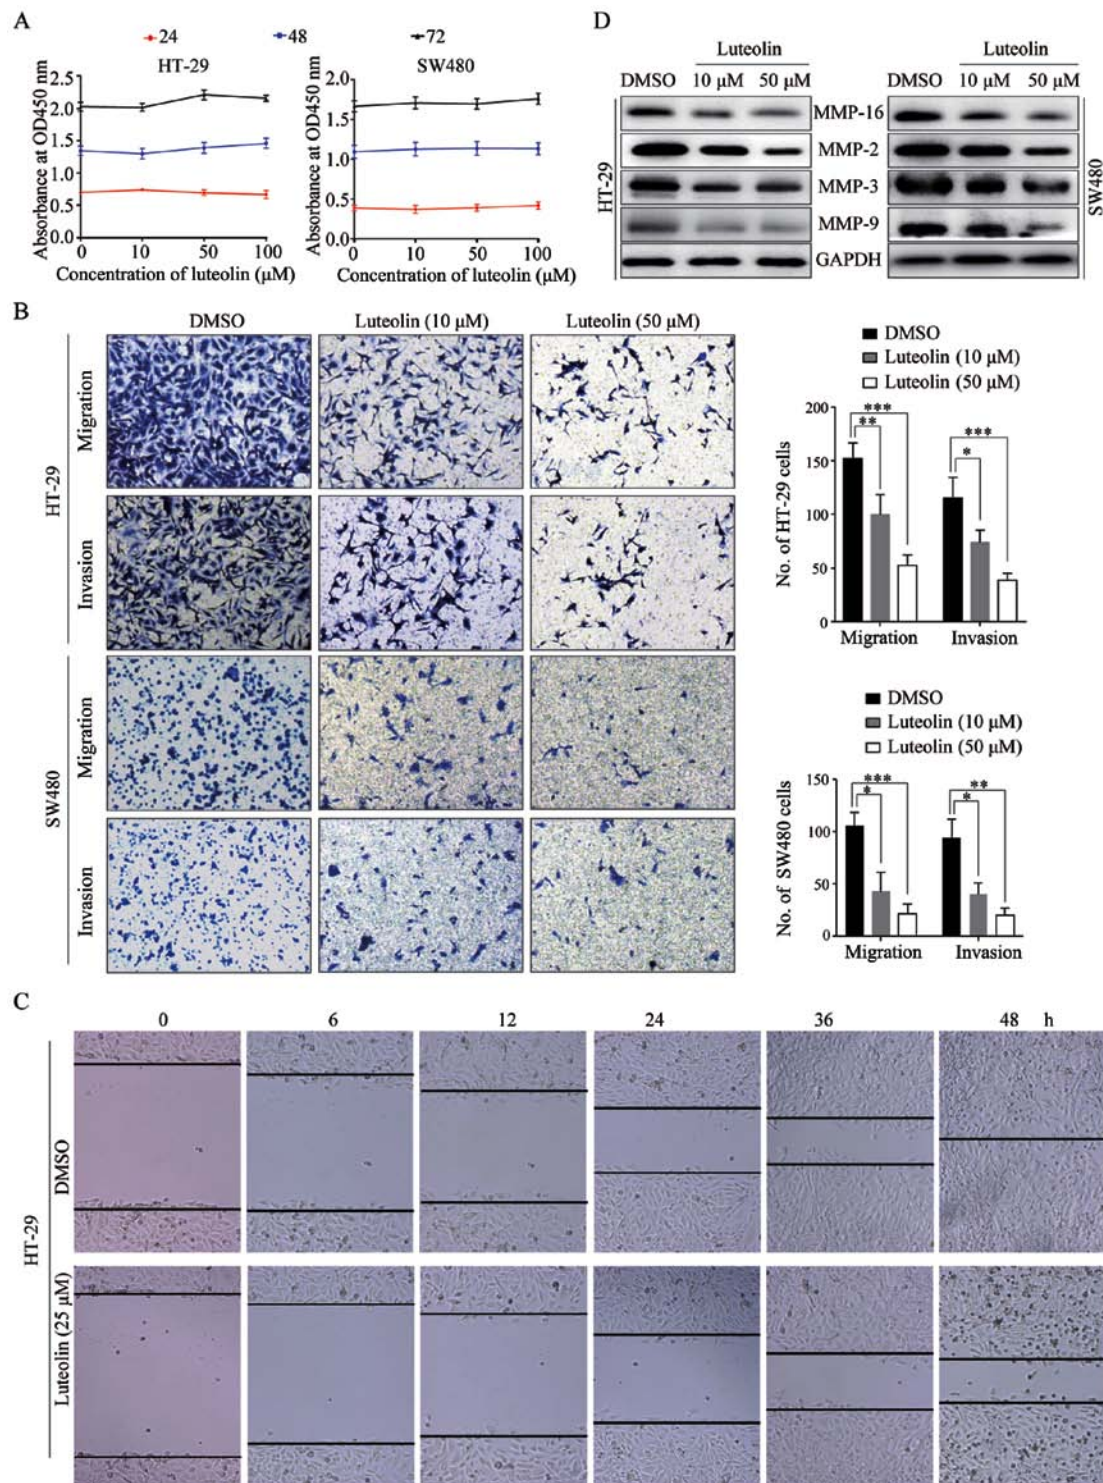 A
24 48 72
HT-29
SW480
Absorbance at OD450 nm
2.5
2.0
1.5
1.0
0.5
0.0
0 10 50 100
Concentration of luteolin (μM)
Absorbance at OD450 nm
2.0
1.5
1.0
0.5
0.0
0 10 50 100
Concentration of luteolin (μM)
D
Luteolin
DMSO 10 μM 50 μM
Luteolin
DMSO 10 μM 50 μM
HT-29
MMP-16
MMP-2
MMP-3
MMP-9
GAPDH
SW480
B
DMSO
Luteolin (10 μM)
Luteolin (50 μM)
HT-29
Migration
Invasion
SW480
Migration
Invasion
DMSO
Luteolin (10 μM)
Luteolin (50 μM)
No. of HT-29 cells
200
150
100
50
0
***
**
***
*
Migration Invasion
DMSO
Luteolin (10 μM)
Luteolin (50 μM)
No. of SW480 cells
150
100
50
0
***
*
**
*
Migration Invasion
C
0 6 12 24 36 48 h
HT-29
DMSO
Luteolin (25 μM)